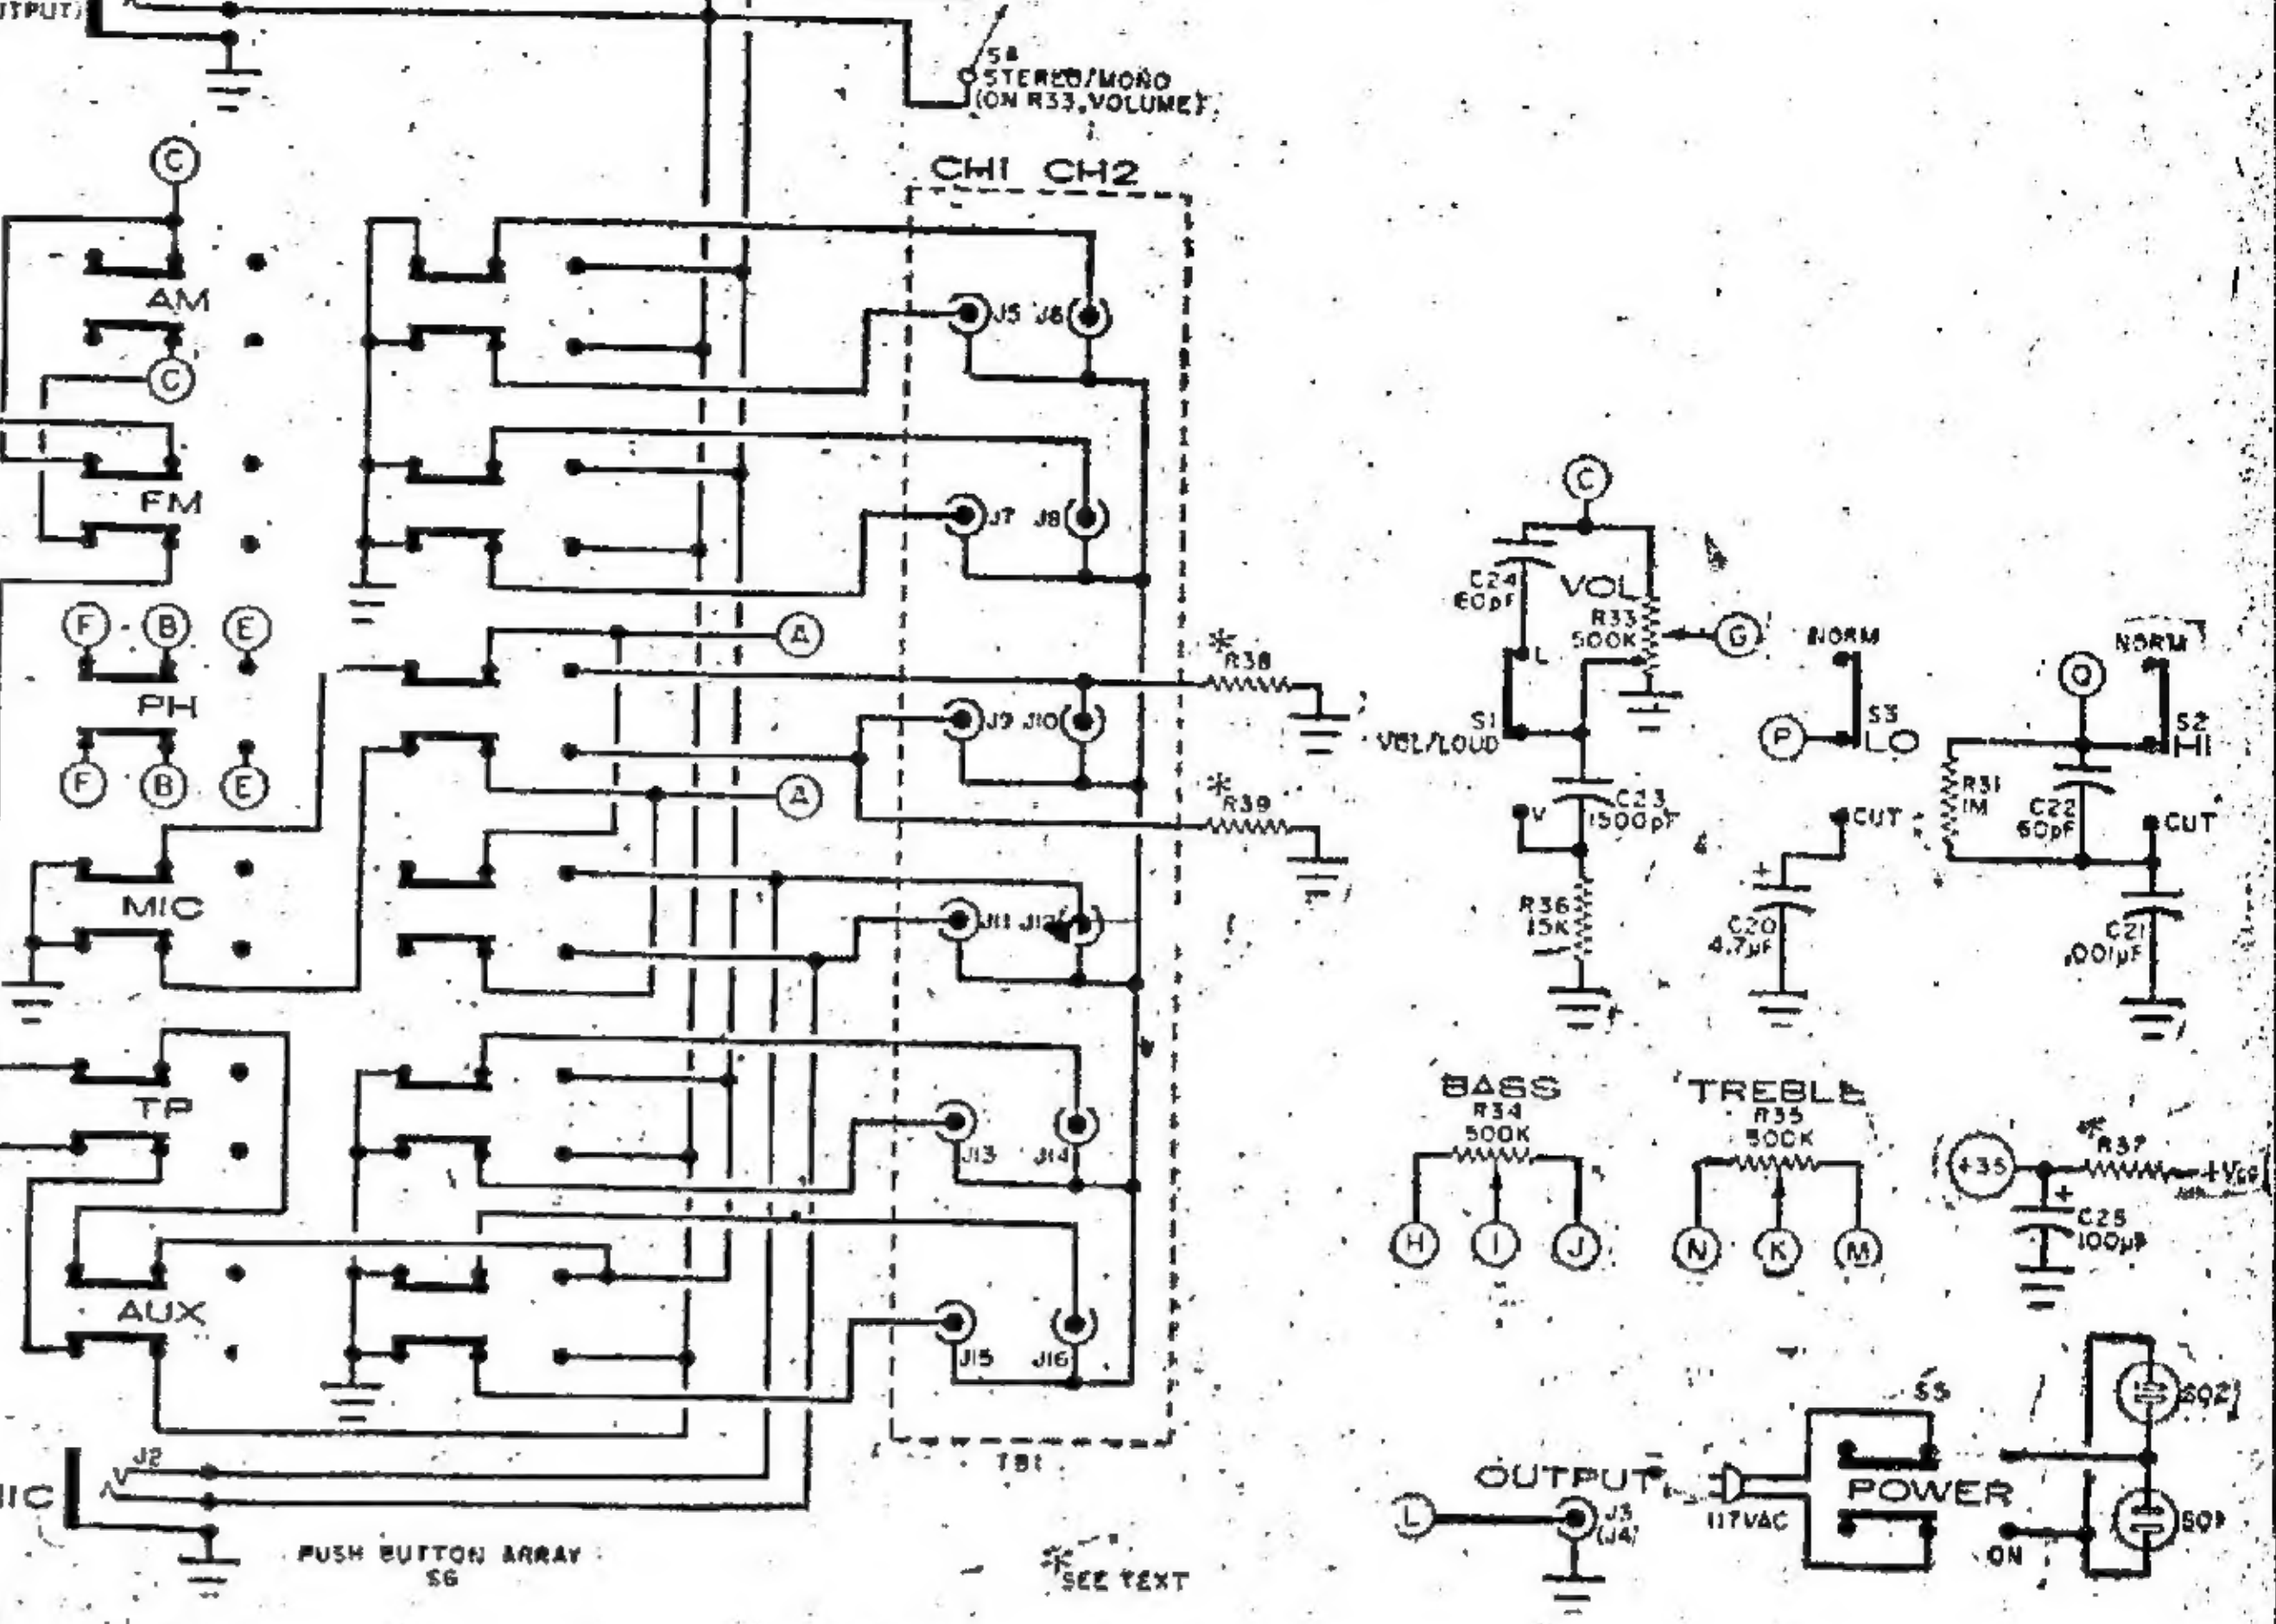 S8
STEREO/MONO
(ON R33, VOLUME)
C
CH1 CH2
AM
J5 J6
C
FM
J7 J8
C
C24
60pF
VOL
R33
500K
G
L
S1
VOL/LOUD
C23
1500pF
V
R36
15K
NORM
S3
LO
P
CUT
C20
4.7µF
+
NORM
Q
S2
HI
R31
1M
C22
60pF
CUT
C21
.001µF
F B E
PH
F B E
A
A
J9 J10
*
R38
*
R39
MIC
J11 J12
TP
J13 J14
AUX
J15 J16
TB1
BASS
R34
500K
H I J
TREBLE
R35
500K
N K M
+35
*
R37
+
C25
100µF
J2
PUSH BUTTON ARRAY
S6
*
SEE TEXT
OUTPUT
L
J3
(J4)
117VAC
S5
POWER
ON
SO2
SO1